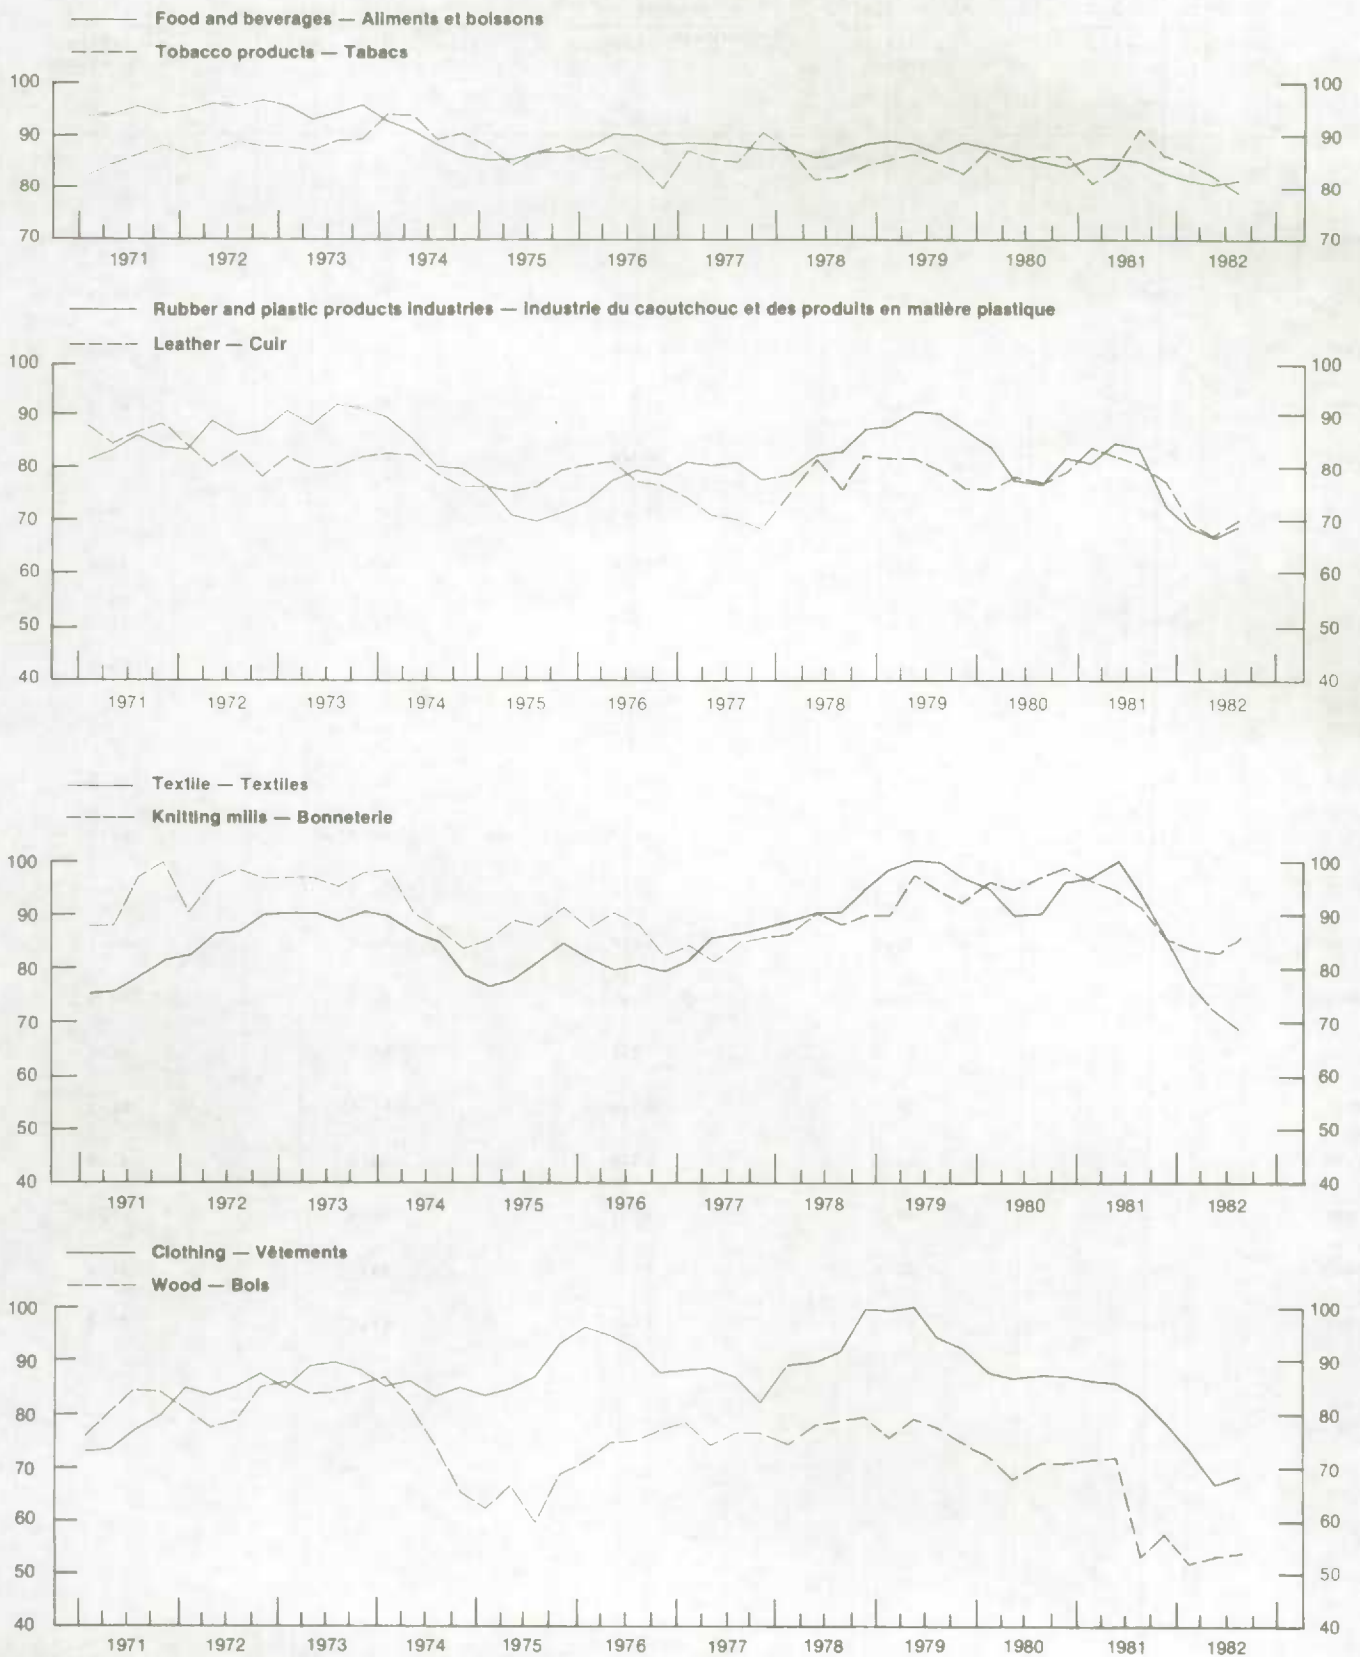 Food and beverages — Aliments et boissons
Tobacco products — Tabacs
100 100
90 90
80 80
70 70
1971 1972 1973 1974 1975 1976 1977 1978 1979 1980 1981 1982
Rubber and plastic products industries — Industrie du caoutchouc et des produits en matière plastique
Leather — Cuir
100 100
90 90
80 80
70 70
60 60
50 50
40 40
1971 1972 1973 1974 1975 1976 1977 1978 1979 1980 1981 1982
Textile — Textiles
Knitting mills — Bonneterie
100 100
90 90
80 80
70 70
60 60
50 50
40 40
1971 1972 1973 1974 1975 1976 1977 1978 1979 1980 1981 1982
Clothing — Vêtements
Wood — Bois
100 100
90 90
80 80
70 70
60 60
50 50
40 40
1971 1972 1973 1974 1975 1976 1977 1978 1979 1980 1981 1982